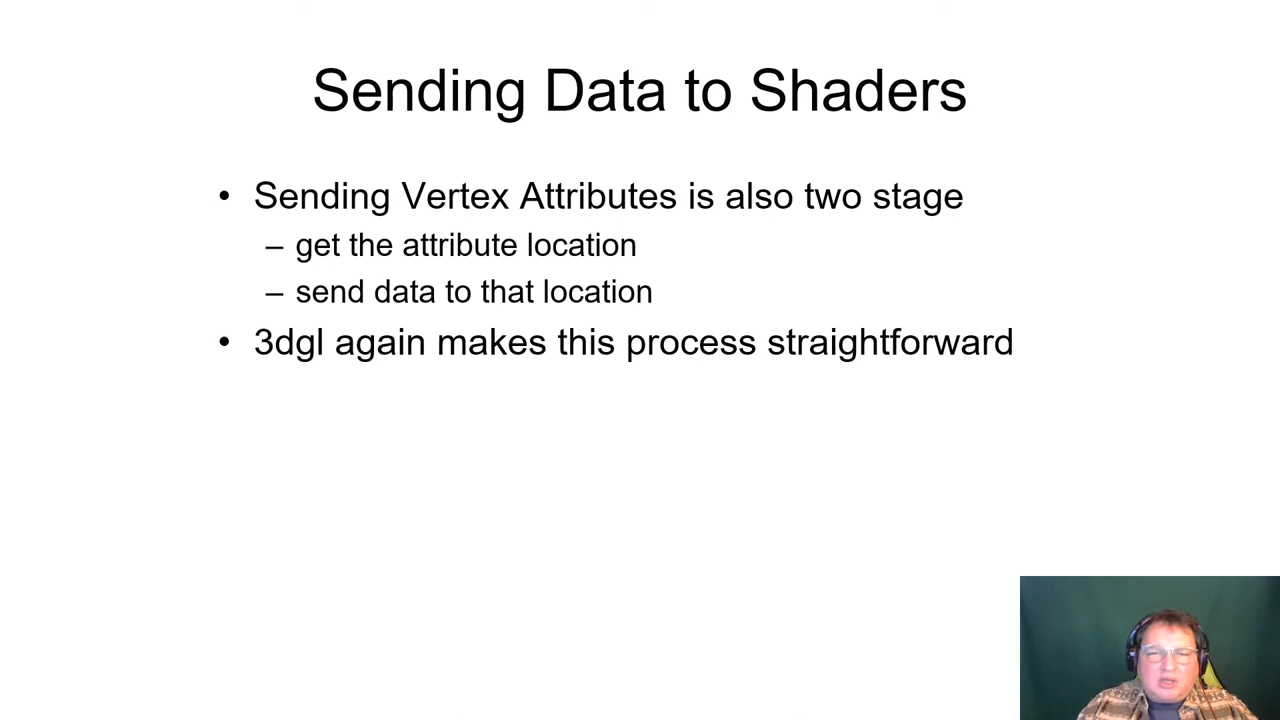 Sending Data to Shaders
• Sending Vertex Attributes is also two stage
– get the attribute location
– send data to that location
• 3dgl again makes this process straightforward